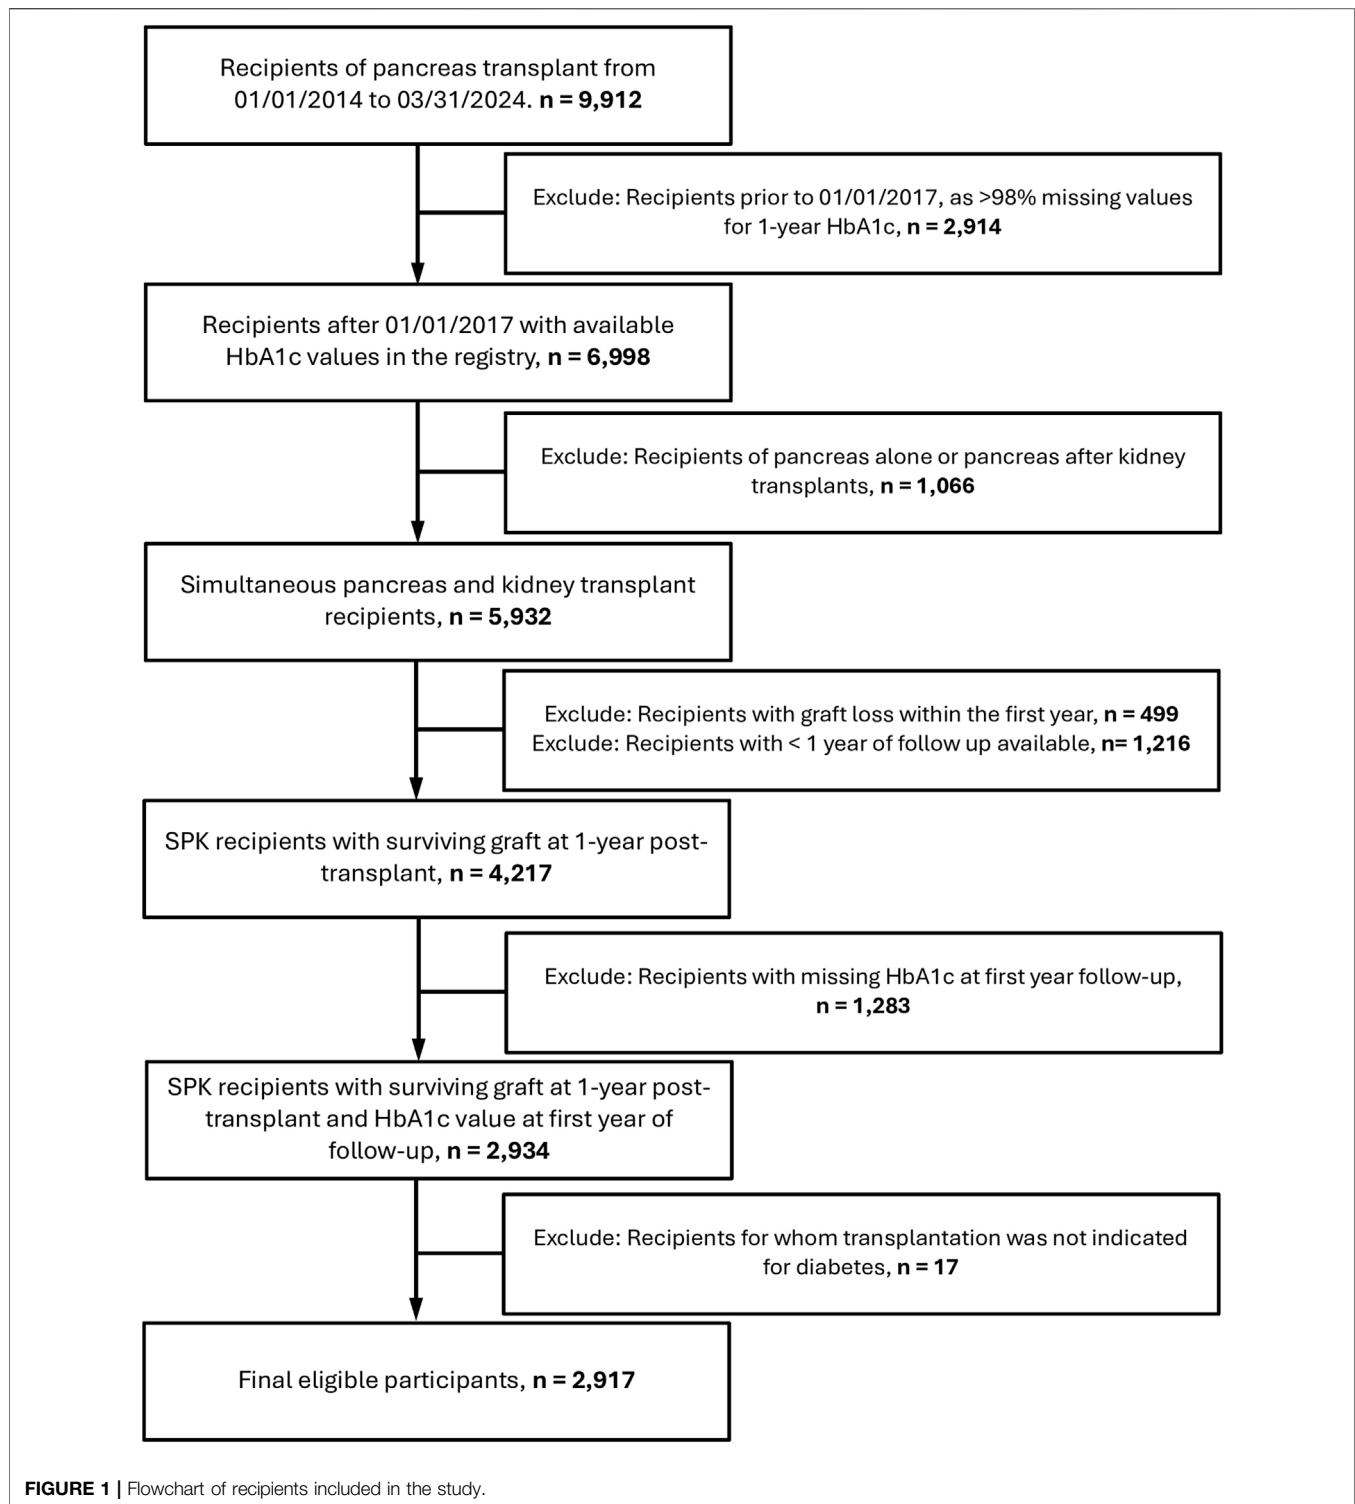 Recipients of pancreas transplant from
01/01/2014 to 03/31/2024. n = 9,912
Exclude: Recipients prior to 01/01/2017, as >98% missing values
for 1-year HbA1c, n = 2,914
Recipients after 01/01/2017 with available
HbA1c values in the registry, n = 6,998
Exclude: Recipients of pancreas alone or pancreas after kidney
transplants, n = 1,066
Simultaneous pancreas and kidney transplant
recipients, n = 5,932
Exclude: Recipients with graft loss within the first year, n = 499
Exclude: Recipients with < 1 year of follow up available, n= 1,216
SPK recipients with surviving graft at 1-year post-
transplant, n = 4,217
Exclude: Recipients with missing HbA1c at first year follow-up,
n = 1,283
SPK recipients with surviving graft at 1-year post-
transplant and HbA1c value at first year of
follow-up, n = 2,934
Exclude: Recipients for whom transplantation was not indicated
for diabetes, n = 17
Final eligible participants, n = 2,917
FIGURE 1 | Flowchart of recipients included in the study.